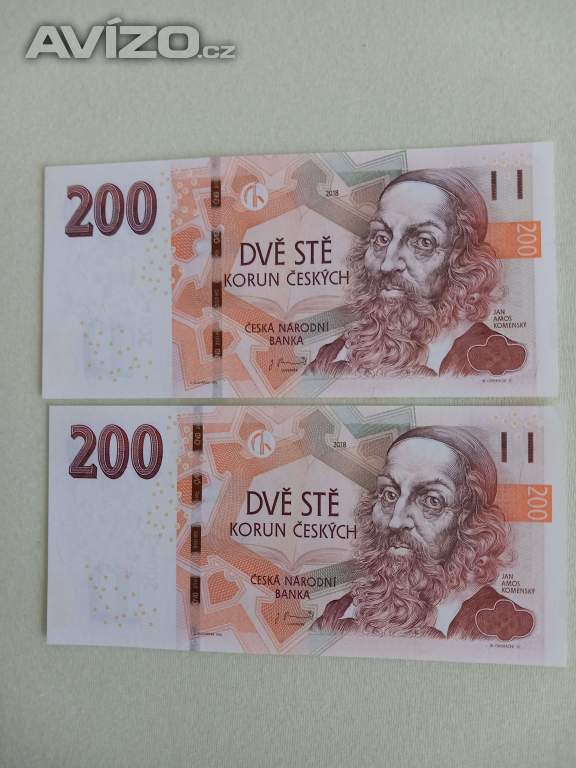 AVÍZO.cz
200
2018
200
DVĚ STĚ
KORUN ČESKÝCH
ČESKÁ NÁRODNÍ
BANKA
JAN
AMOS
KOMENSKÝ
200
2018
200
DVĚ STĚ
KORUN ČESKÝCH
ČESKÁ NÁRODNÍ
BANKA
JAN
AMOS
KOMENSKÝ